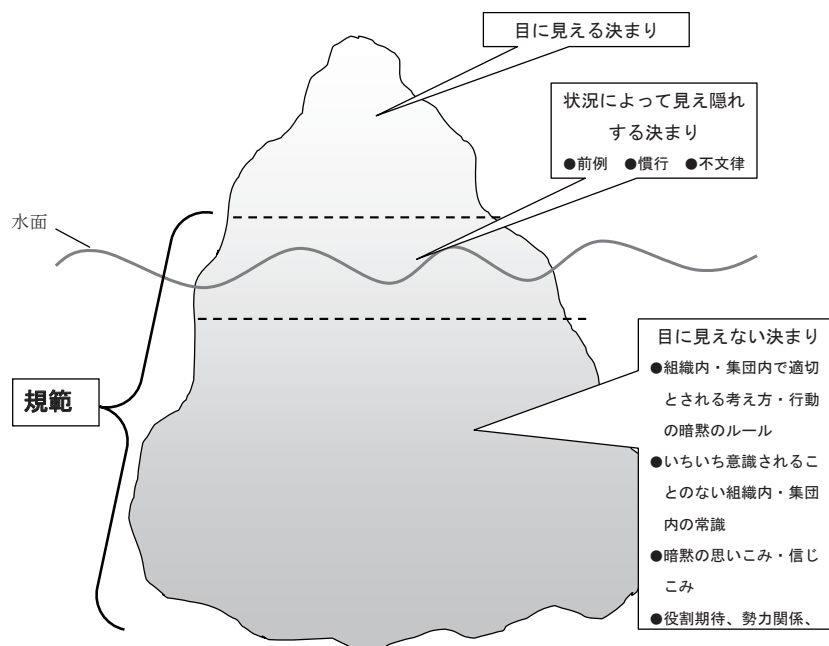 目に見える決まり
状況によって見え隠れ
する決まり
●前例 ●慣行 ●不文律
水面
規範
目に見えない決まり
●組織内・集団内で適切
とされる考え方・行動
の暗黙のルール
●いちいち意識されるこ
とのない組織内・集団
内の常識
●暗黙の思いこみ・信じ
こみ
●役割期待、勢力関係、